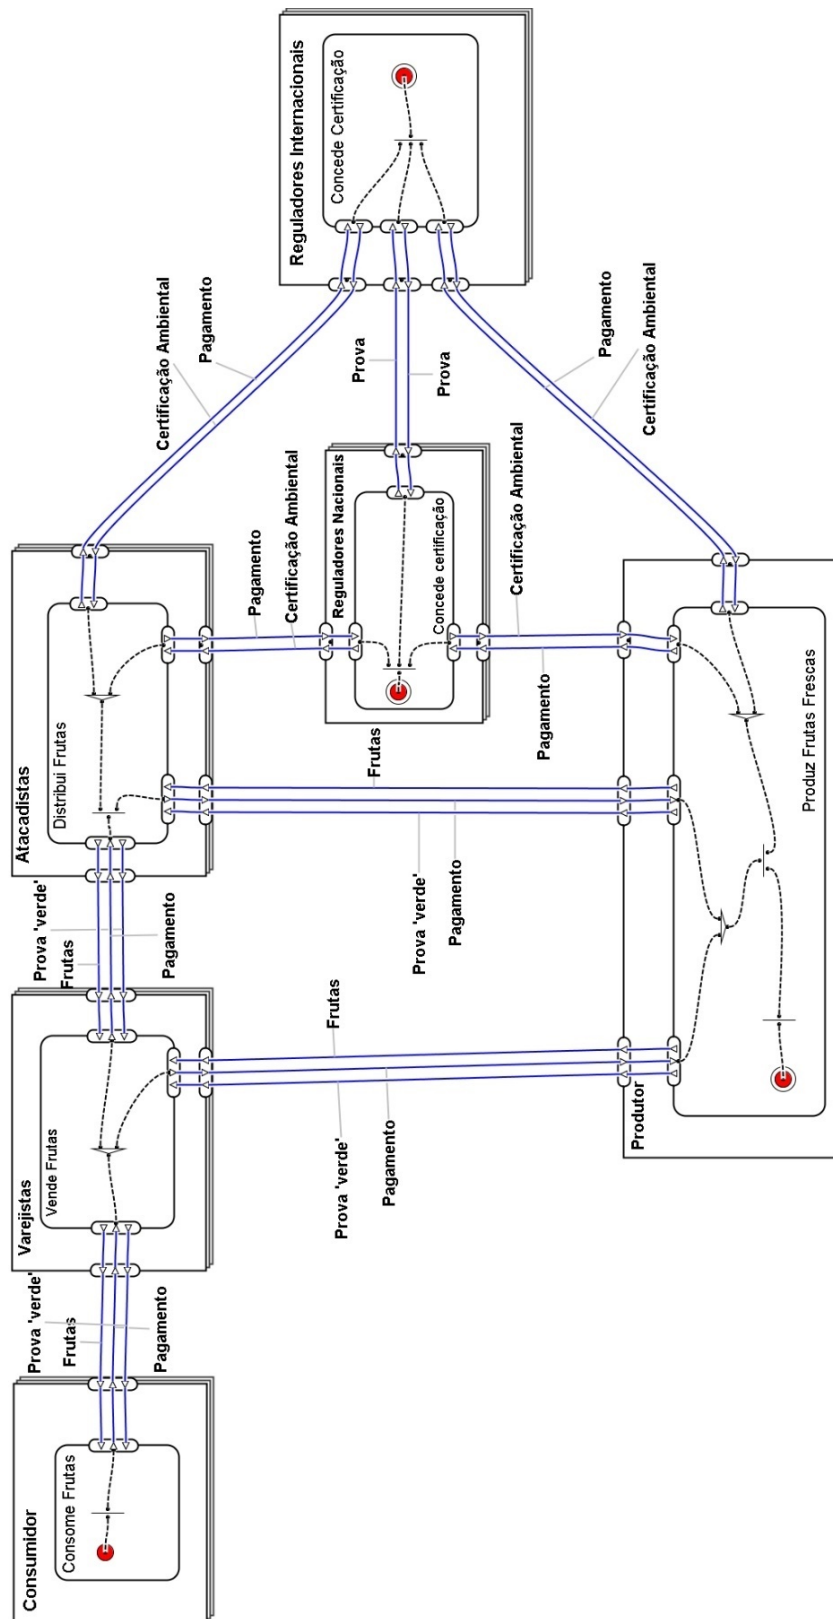 Consumidor
Consome Frutas
Prova 'verde'
Frutas
Pagamento
Varejistas
Vende Frutas
Prova 'verde'
Frutas
Pagamento
Atacadistas
Distribui Frutas
Certificação Ambiental
Pagamento
Reguladores Internacionais
Concede Certificação
Pagamento
Certificação Ambiental
Reguladores Nacionais
Concede certificação
Prova
Prova
Certificação Ambiental
Pagamento
Pagamento
Certificação Ambiental
Frutas
Prova 'verde'
Pagamento
Frutas
Prova 'verde'
Pagamento
Produtor
Produz Frutas Frescas